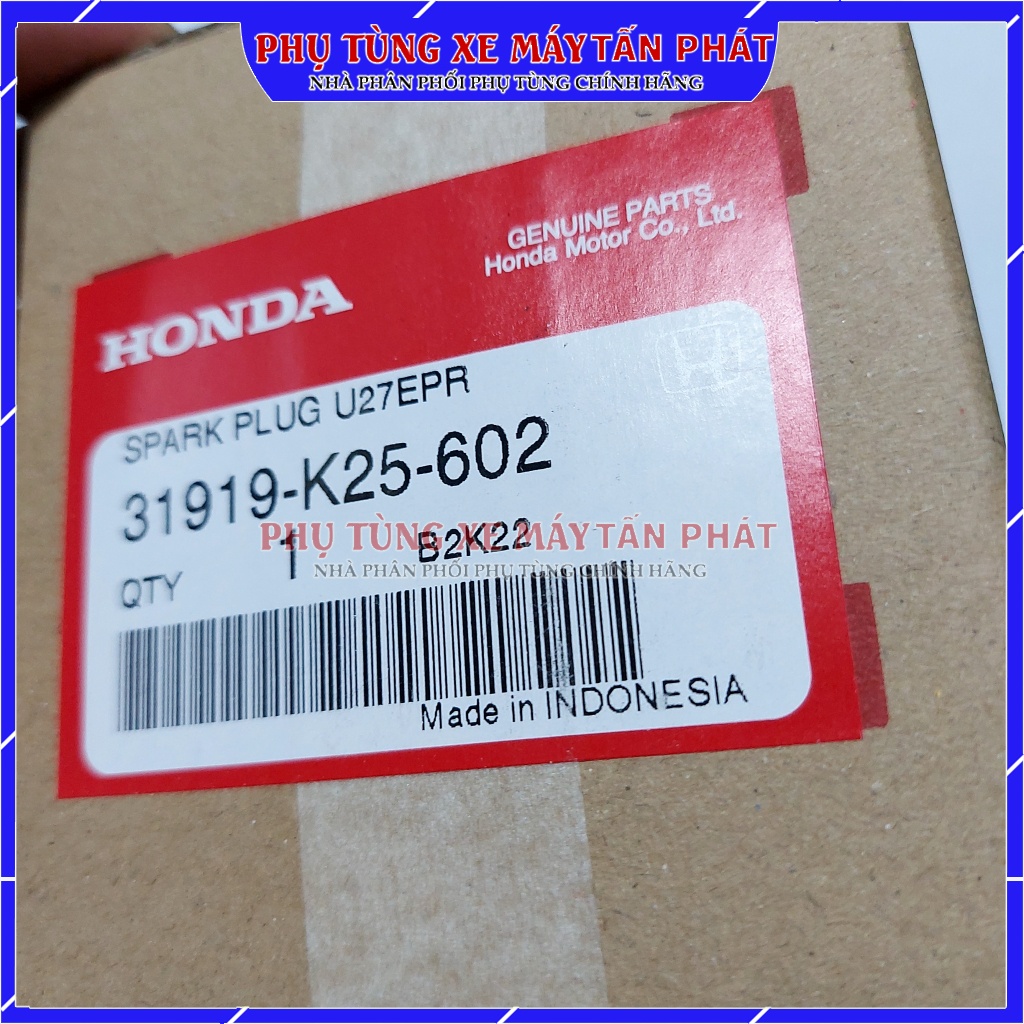 PHỤ TÙNG XE MÁY TẤN PHÁT
NHÀ PHÂN PHỐI PHỤ TÙNG CHÍNH HÃNG
GENUINE PARTS
Honda Motor Co., Ltd.
HONDA
SPARK PLUG U27EPR
31919-K25-602
PHỤ TÙNG XE MÁY TẤN PHÁT
QTY 1 B2K22
NHÀ PHÂN PHỐI PHỤ TÙNG CHÍNH HÃNG
Made in INDONESIA